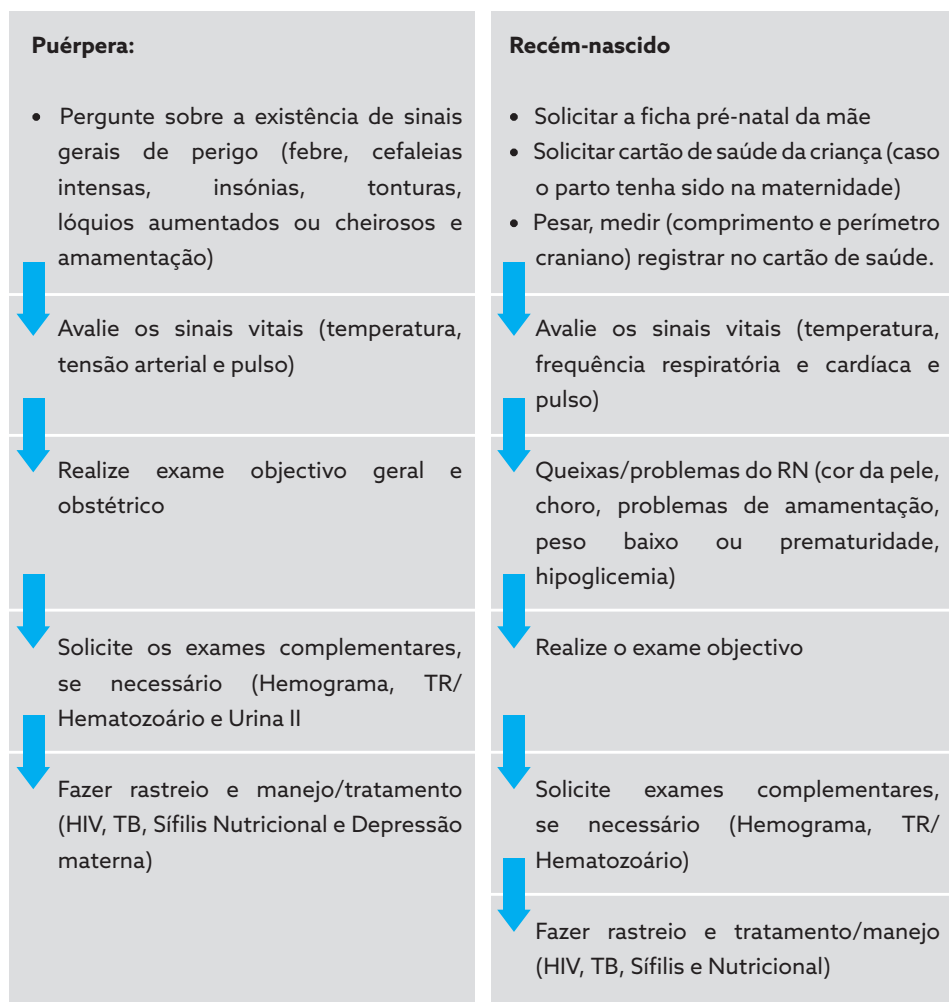 Puérpera:
• Pergunte sobre a existência de sinais
gerais de perigo (febre, cefaleias
intensas, insónias, tonturas,
lóquios aumentados ou cheirosos e
amamentação)
Avalie os sinais vitais (temperatura,
tensão arterial e pulso)
Realize exame objectivo geral e
obstétrico
Solicite os exames complementares,
se necessário (Hemograma, TR/
Hematozoário e Urina II
Fazer rastreio e manejo/tratamento
(HIV, TB, Sífilis Nutricional e Depressão
materna)
Recém-nascido
• Solicitar a ficha pré-natal da mãe
• Solicitar cartão de saúde da criança (caso
o parto tenha sido na maternidade)
• Pesar, medir (comprimento e perímetro
craniano) registrar no cartão de saúde.
Avalie os sinais vitais (temperatura,
frequência respiratória e cardíaca e
pulso)
Queixas/problemas do RN (cor da pele,
choro, problemas de amamentação,
peso baixo ou prematuridade,
hipoglicemia)
Realize o exame objectivo
Solicite exames complementares,
se necessário (Hemograma, TR/
Hematozoário)
Fazer rastreio e tratamento/manejo
(HIV, TB, Sífilis e Nutricional)